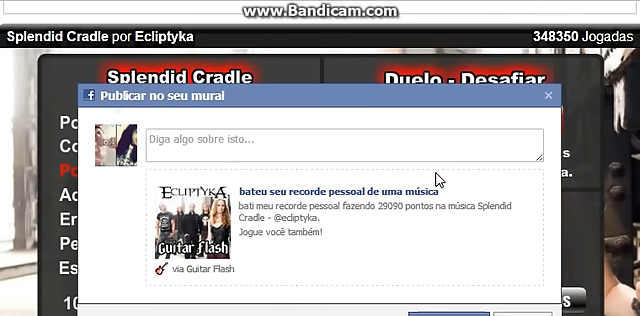 www.Bandicam.com
Splendid Cradle por Ecliptyka
348350 Jogadas
Splendid Cradle
Duelo - Desafiar
Publicar no seu mural
Diga algo sobre isto...
ECLIPTYKA
Guitar Flash
bateu seu recorde pessoal de uma música
bati meu recorde pessoal fazendo 29090 pontos na música Splendid
Cradle - @ecliptyka.
Jogue você também!
via Guitar Flash